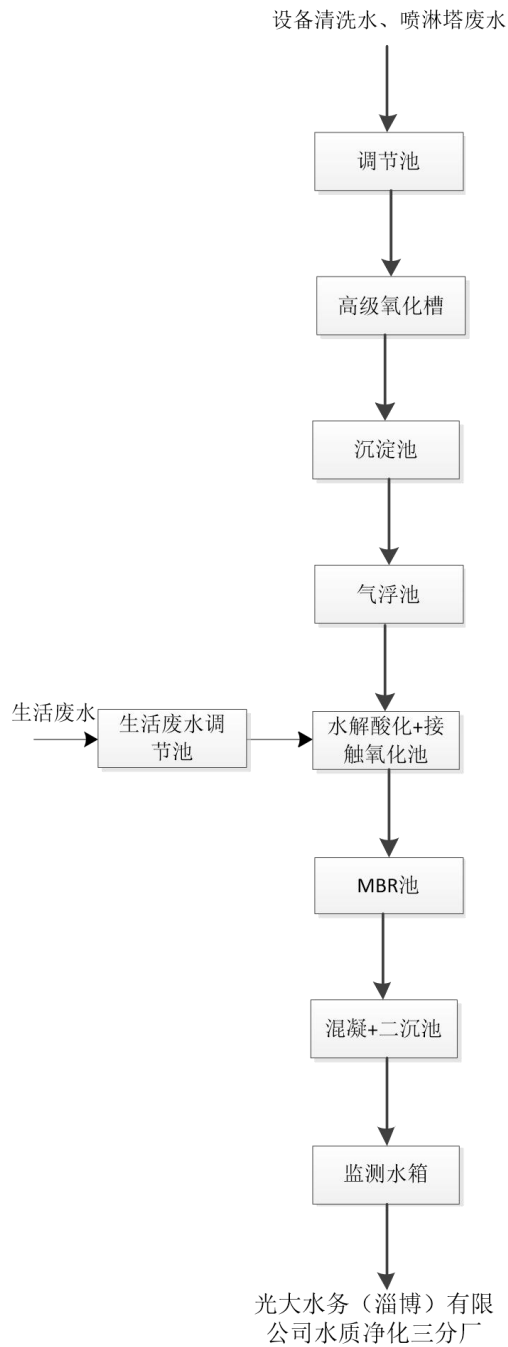 设备清洗水、喷淋塔废水
调节池
高级氧化槽
沉淀池
气浮池
生活废水
生活废水调
节池
水解酸化+接
触氧化池
MBR池
混凝+二沉池
监测水箱
光大水务（淄博）有限
公司水质净化三分厂